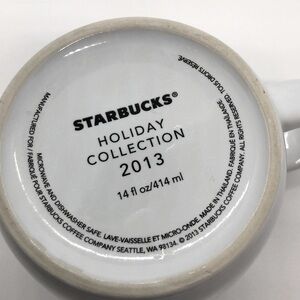 STARBUCKS®
HOLIDAY
COLLECTION
2013
14 fl oz/414 ml
MANUFACTURED FOR / FABRIQUÉ POUR STARBUCKS COFFEE COMPANY SEATTLE, WA 98134. © 2013 STARBUCKS COFFEE COMPANY. ALL RIGHTS RESERVED. TOUS DROITS RÉSERVÉ.
MICROWAVE AND DISHWASHER SAFE. LAVE-VAISSELLE ET MICRO-ONDE. MADE IN THAILAND. FABRIQUÉ EN THAÏLANDE.